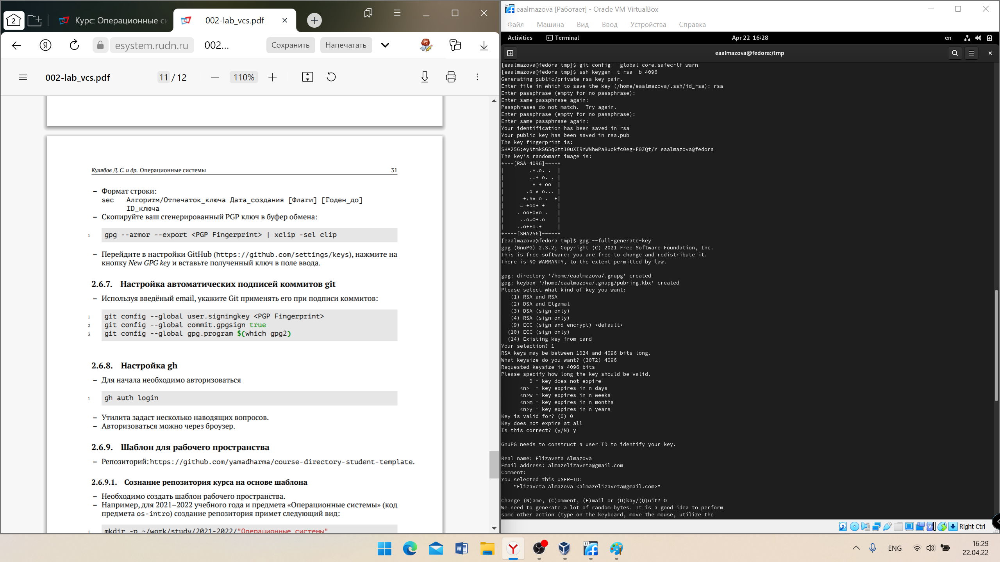 2
Курс: Операционные си
002-lab_vcs.pdf
esystem.rudn.ru
002...
Сохранить
Напечатать
002-lab_vcs.pdf
11 / 12
110%
Кулябов Д. С. и др. Операционные системы 31
– Формат строки:
sec Алгоритм/Отпечаток_ключа Дата_создания [Флаги] [Годен_до]
ID_ключа
– Скопируйте ваш сгенерированный PGP ключ в буфер обмена:
1 gpg --armor --export <PGP Fingerprint> | xclip -sel clip
– Перейдите в настройки GitHub (https://github.com/settings/keys), нажмите на
кнопку New GPG key и вставьте полученный ключ в поле ввода.
2.6.7. Настройка автоматических подписей коммитов git
– Используя введёный email, укажите Git применять его при подписи коммитов:
1 git config --global user.signingkey <PGP Fingerprint>
2 git config --global commit.gpgsign true
3 git config --global gpg.program $(which gpg2)
2.6.8. Настройка gh
– Для начала необходимо авторизоваться
1 gh auth login
– Утилита задаст несколько наводящих вопросов.
– Авторизоваться можно через броузер.
2.6.9. Шаблон для рабочего пространства
– Репозиторий: https://github.com/yamadharma/course-directory-student-template.
2.6.9.1. Сознание репозитория курса на основе шаблона
– Необходимо создать шаблон рабочего пространства.
– Например, для 2021–2022 учебного года и предмета «Операционные системы» (код
предмета os-intro) создание репозитория примет следующий вид:
1 mkdir -p ~/work/study/2021-2022/"Операционные системы"
eaalmazova [Работает] - Oracle VM VirtualBox
Файл Машина Вид Ввод Устройства Справка
Activities Terminal Apr 22 16:28 en
eaalmazova@fedora:/tmp
[eaalmazova@fedora tmp]$ git config --global core.safecrlf warn
[eaalmazova@fedora tmp]$ ssh-keygen -t rsa -b 4096
Generating public/private rsa key pair.
Enter file in which to save the key (/home/eaalmazova/.ssh/id_rsa): rsa
Enter passphrase (empty for no passphrase):
Enter same passphrase again:
Passphrases do not match.  Try again.
Enter passphrase (empty for no passphrase):
Enter same passphrase again:
Your identification has been saved in rsa
Your public key has been saved in rsa.pub
The key fingerprint is:
SHA256:eyNtmkSG5qGtt10uXIRnWNhwPa8uokfc0eg+F0ZQt/Y eaalmazova@fedora
The key's randomart image is:
+---[RSA 4096]----+
|        .+.o. .  |
|        ..+ o. . |
|         + + oo  |
|       .o * o... |
|      +.S* o .  E|
|     = +oo+ +    |
|    . oo+o*o .   |
|     ..o=O+.o    |
|    ..o++o.+     |
+----[SHA256]-----+
[eaalmazova@fedora tmp]$ gpg --full-generate-key
gpg (GnuPG) 2.3.2; Copyright (C) 2021 Free Software Foundation, Inc.
This is free software: you are free to change and redistribute it.
There is NO WARRANTY, to the extent permitted by law.
gpg: directory '/home/eaalmazova/.gnupg' created
gpg: keybox '/home/eaalmazova/.gnupg/pubring.kbx' created
Please select what kind of key you want:
(1) RSA and RSA
(2) DSA and Elgamal
(3) DSA (sign only)
(4) RSA (sign only)
(9) ECC (sign and encrypt) *default*
(10) ECC (sign only)
(14) Existing key from card
Your selection? 1
RSA keys may be between 1024 and 4096 bits long.
What keysize do you want? (3072) 4096
Requested keysize is 4096 bits
Please specify how long the key should be valid.
0 = key does not expire
<n>  = key expires in n days
<n>w = key expires in n weeks
<n>m = key expires in n months
<n>y = key expires in n years
Key is valid for? (0) 0
Key does not expire at all
Is this correct? (y/N) y
GnuPG needs to construct a user ID to identify your key.
Real name: Elizaveta Almazova
Email address: almazelizaveta@gmail.com
Comment:
You selected this USER-ID:
"Elizaveta Almazova <almazelizaveta@gmail.com>"
Change (N)ame, (C)omment, (E)mail or (O)kay/(Q)uit? O
We need to generate a lot of random bytes. It is a good idea to perform
some other action (type on the keyboard, move the mouse, utilize the
Right Ctrl
ENG
16:29
22.04.22